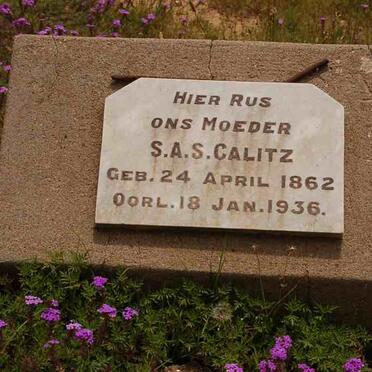 Hier Rus
ons Moeder
S.A.S. Calitz
Geb. 24 April 1862
Oorl. 18 Jan. 1936.